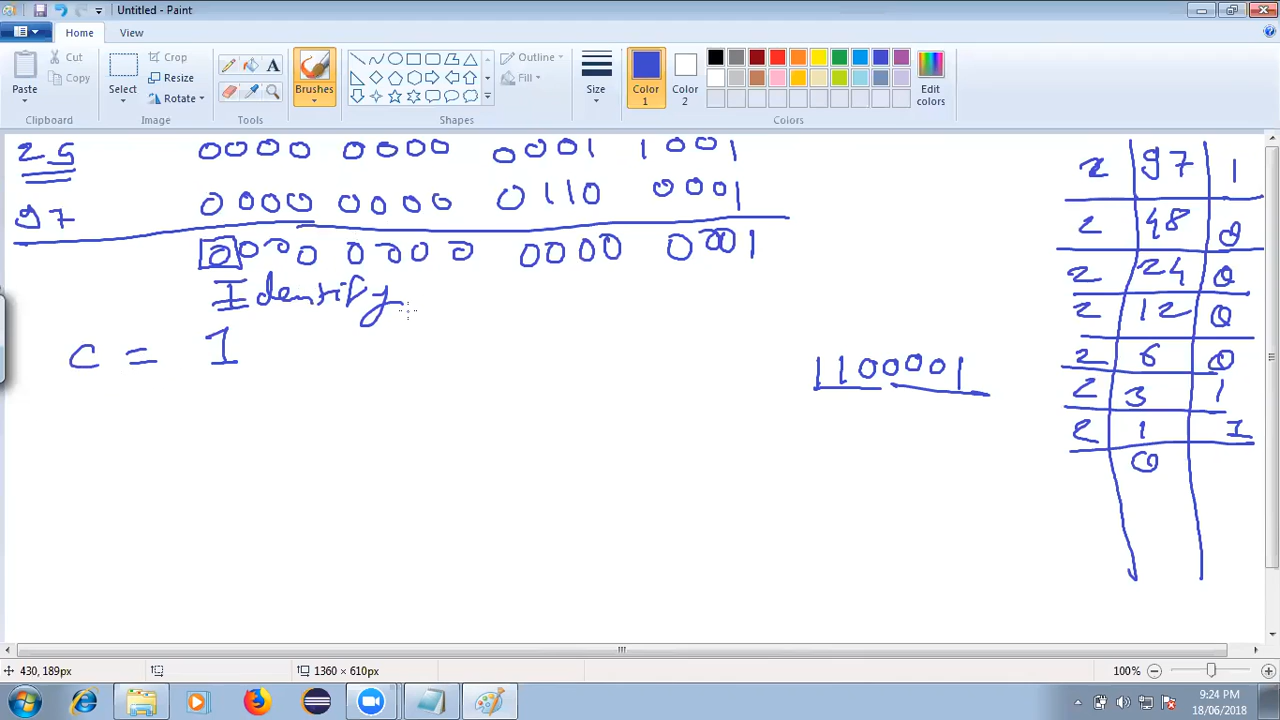 Untitled - Paint
Home
View
Paste
Cut
Copy
Clipboard
Select
Crop
Resize
Rotate
Image
Tools
Brushes
Shapes
Outline
Fill
Size
Color 1
Color 2
Edit colors
Colors
25 0000 0000 0001 1001
97 0000 0000 0110 0001
0000 0000 0000 0001
Identify
c = 1
1100001
2 97 1
2 48 0
2 24 0
2 12 0
2 6 0
2 3 1
2 1 1
0
430, 189px
1360 × 610px
100%
9:24 PM
18/06/2018